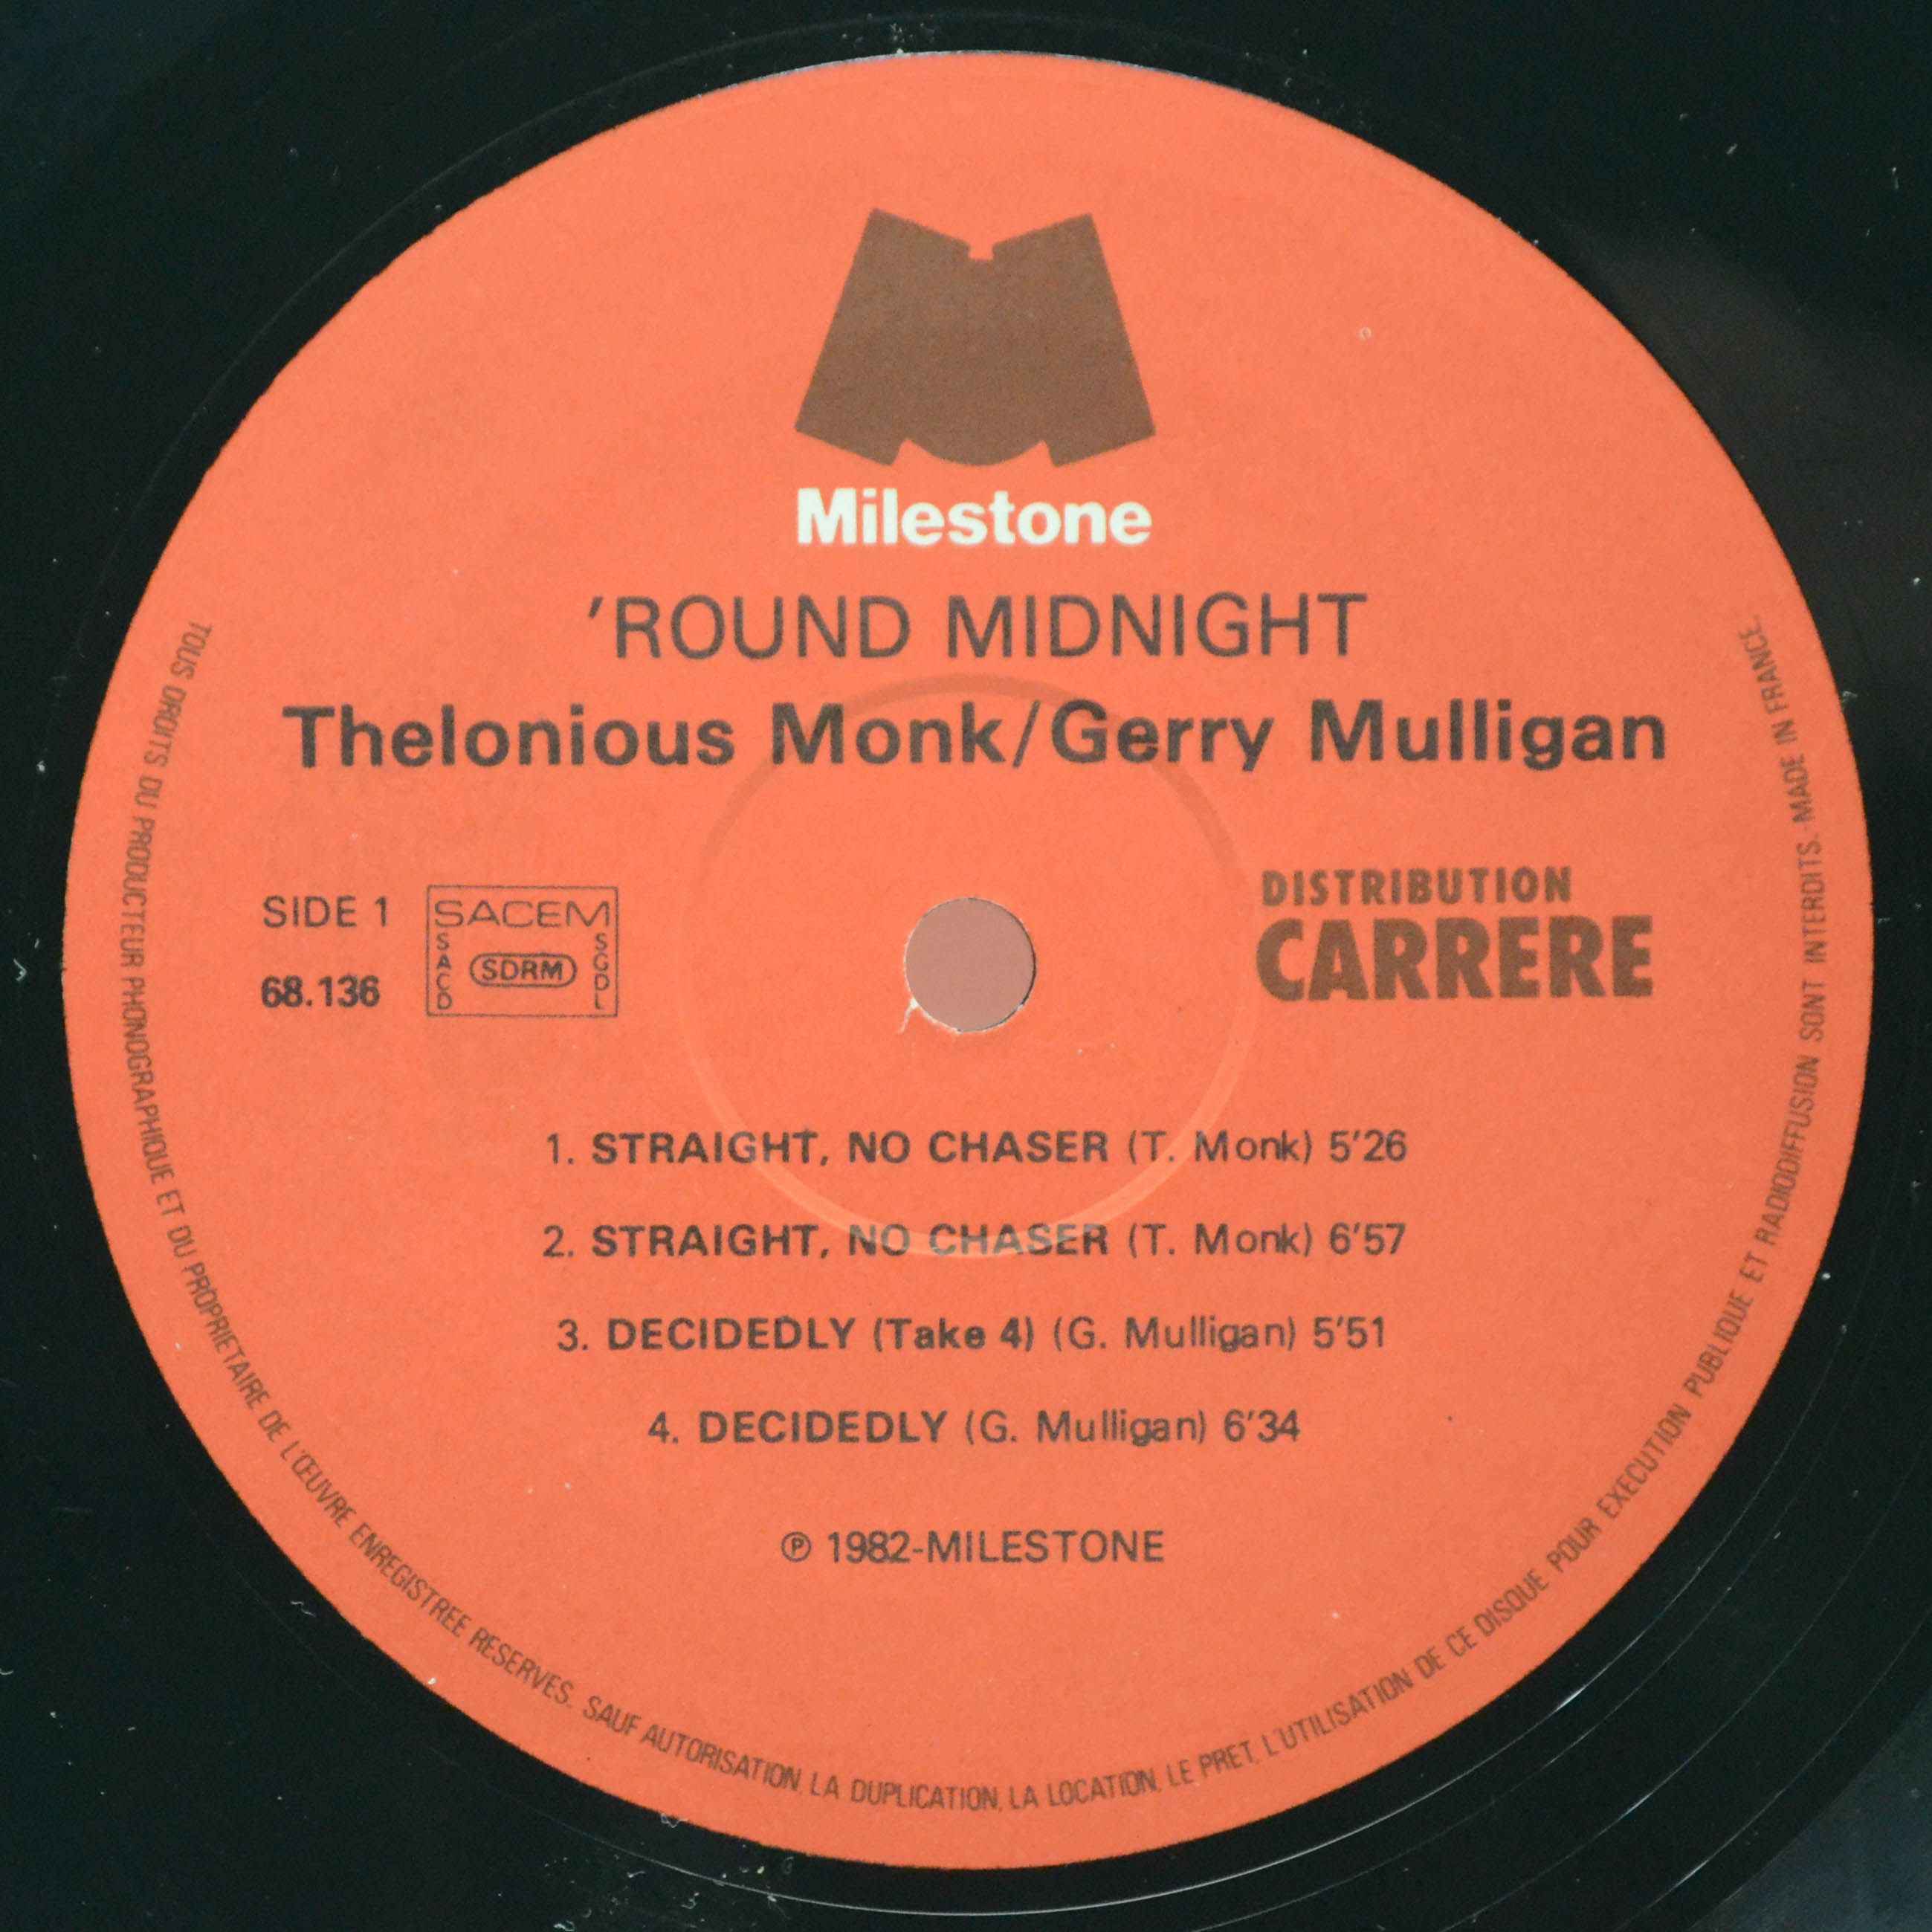 Milestone
'ROUND MIDNIGHT
Thelonious Monk/Gerry Mulligan
SIDE 1
68.136
SACEM
SACD
SDRM
SGDL
DISTRIBUTION
CARRERE
1. STRAIGHT, NO CHASER (T. Monk) 5'26
2. STRAIGHT, NO CHASER (T. Monk) 6'57
3. DECIDEDLY (Take 4) (G. Mulligan) 5'51
4. DECIDEDLY (G. Mulligan) 6'34
℗ 1982-MILESTONE
TOUS DROITS DU PRODUCTEUR PHONOGRAPHIQUE ET DU PROPRIETAIRE DE L'ŒUVRE ENREGISTREE RESERVES. SAUF AUTORISATION, LA DUPLICATION, LA LOCATION, LE PRET, L'UTILISATION DE CE DISQUE POUR EXECUTION PUBLIQUE ET RADIODIFFUSION SONT INTERDITS.-MADE IN FRANCE.